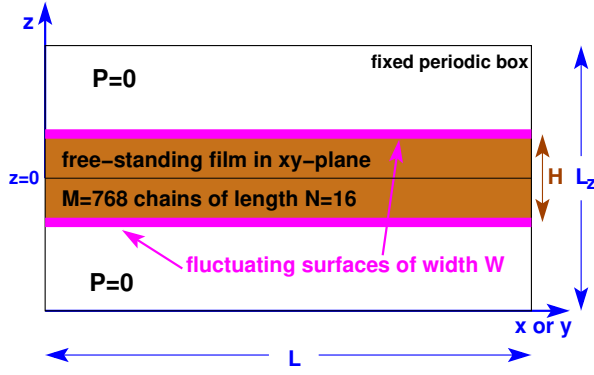 z
fixed periodic box
P=0
free−standing film in xy−plane
z=0
H
L_z
M=768 chains of length N=16
fluctuating surfaces of width W
P=0
x or y
L